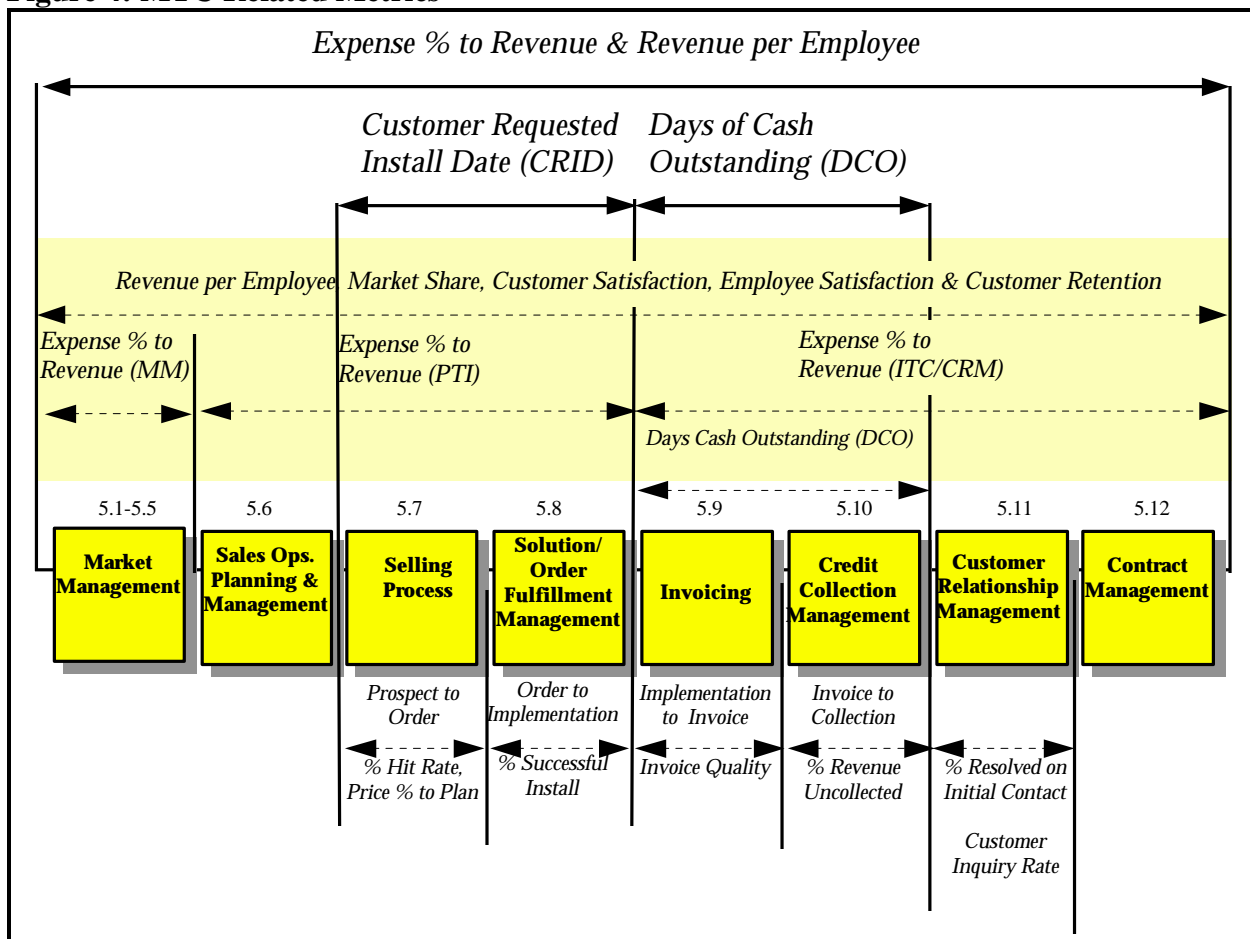 Expense % to Revenue & Revenue per Employee
Customer Requested
Install Date (CRID)
Days of Cash
Outstanding (DCO)
Revenue per Employee, Market Share, Customer Satisfaction, Employee Satisfaction & Customer Retention
Expense % to
Revenue (MM)
Expense % to
Revenue (PTI)
Expense % to
Revenue (ITC/CRM)
Days Cash Outstanding (DCO)
5.1-5.5
5.6
5.7
5.8
5.9
5.10
5.11
5.12
Market
Management
Sales Ops.
Planning &
Management
Selling
Process
Solution/
Order
Fulfillment
Management
Invoicing
Credit
Collection
Management
Customer
Relationship
Management
Contract
Management
Prospect to
Order
Order to
Implementation
Implementation
to Invoice
Invoice to
Collection
% Hit Rate,
Price % to Plan
% Successful
Install
Invoice Quality
% Revenue
Uncollected
% Resolved on
Initial Contact
Customer
Inquiry Rate